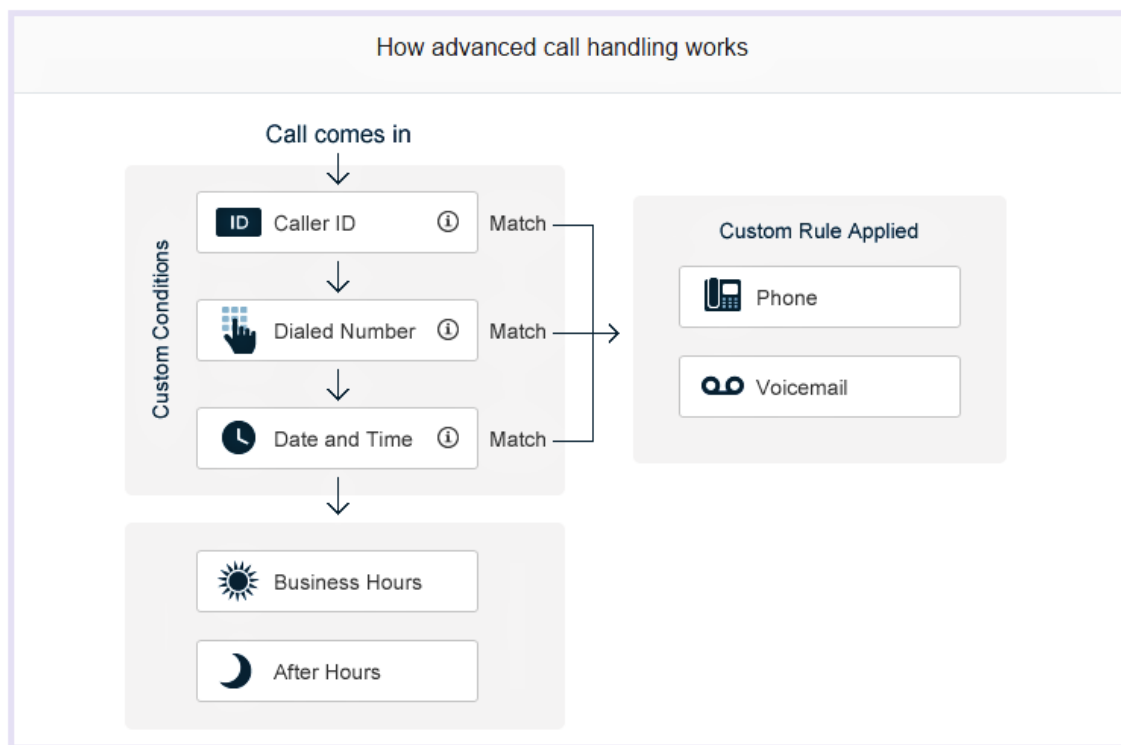 How advanced call handling works
Call comes in
Custom Conditions
ID Caller ID i Match
Dialed Number i Match
Date and Time i Match
Custom Rule Applied
Phone
Voicemail
Business Hours
After Hours